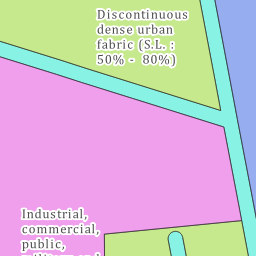 Discontinuous
dense urban
fabric (S.L. :
50% - 80%)
Industrial,
commercial,
public,